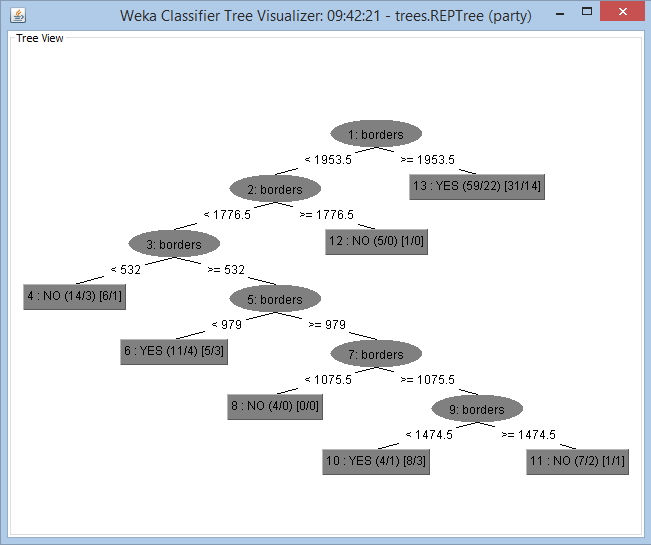 Weka Classifier Tree Visualizer: 09:42:21 - trees.REPTree (party)
Tree View
1: borders
< 1953.5 >= 1953.5
2: borders 13 : YES (59/22) [31/14]
< 1776.5 >= 1776.5
3: borders 12 : NO (5/0) [1/0]
< 532 >= 532
4 : NO (14/3) [6/1] 5: borders
< 979 >= 979
6 : YES (11/4) [5/3] 7: borders
< 1075.5 >= 1075.5
8 : NO (4/0) [0/0] 9: borders
< 1474.5 >= 1474.5
10 : YES (4/1) [8/3] 11 : NO (7/2) [1/1]